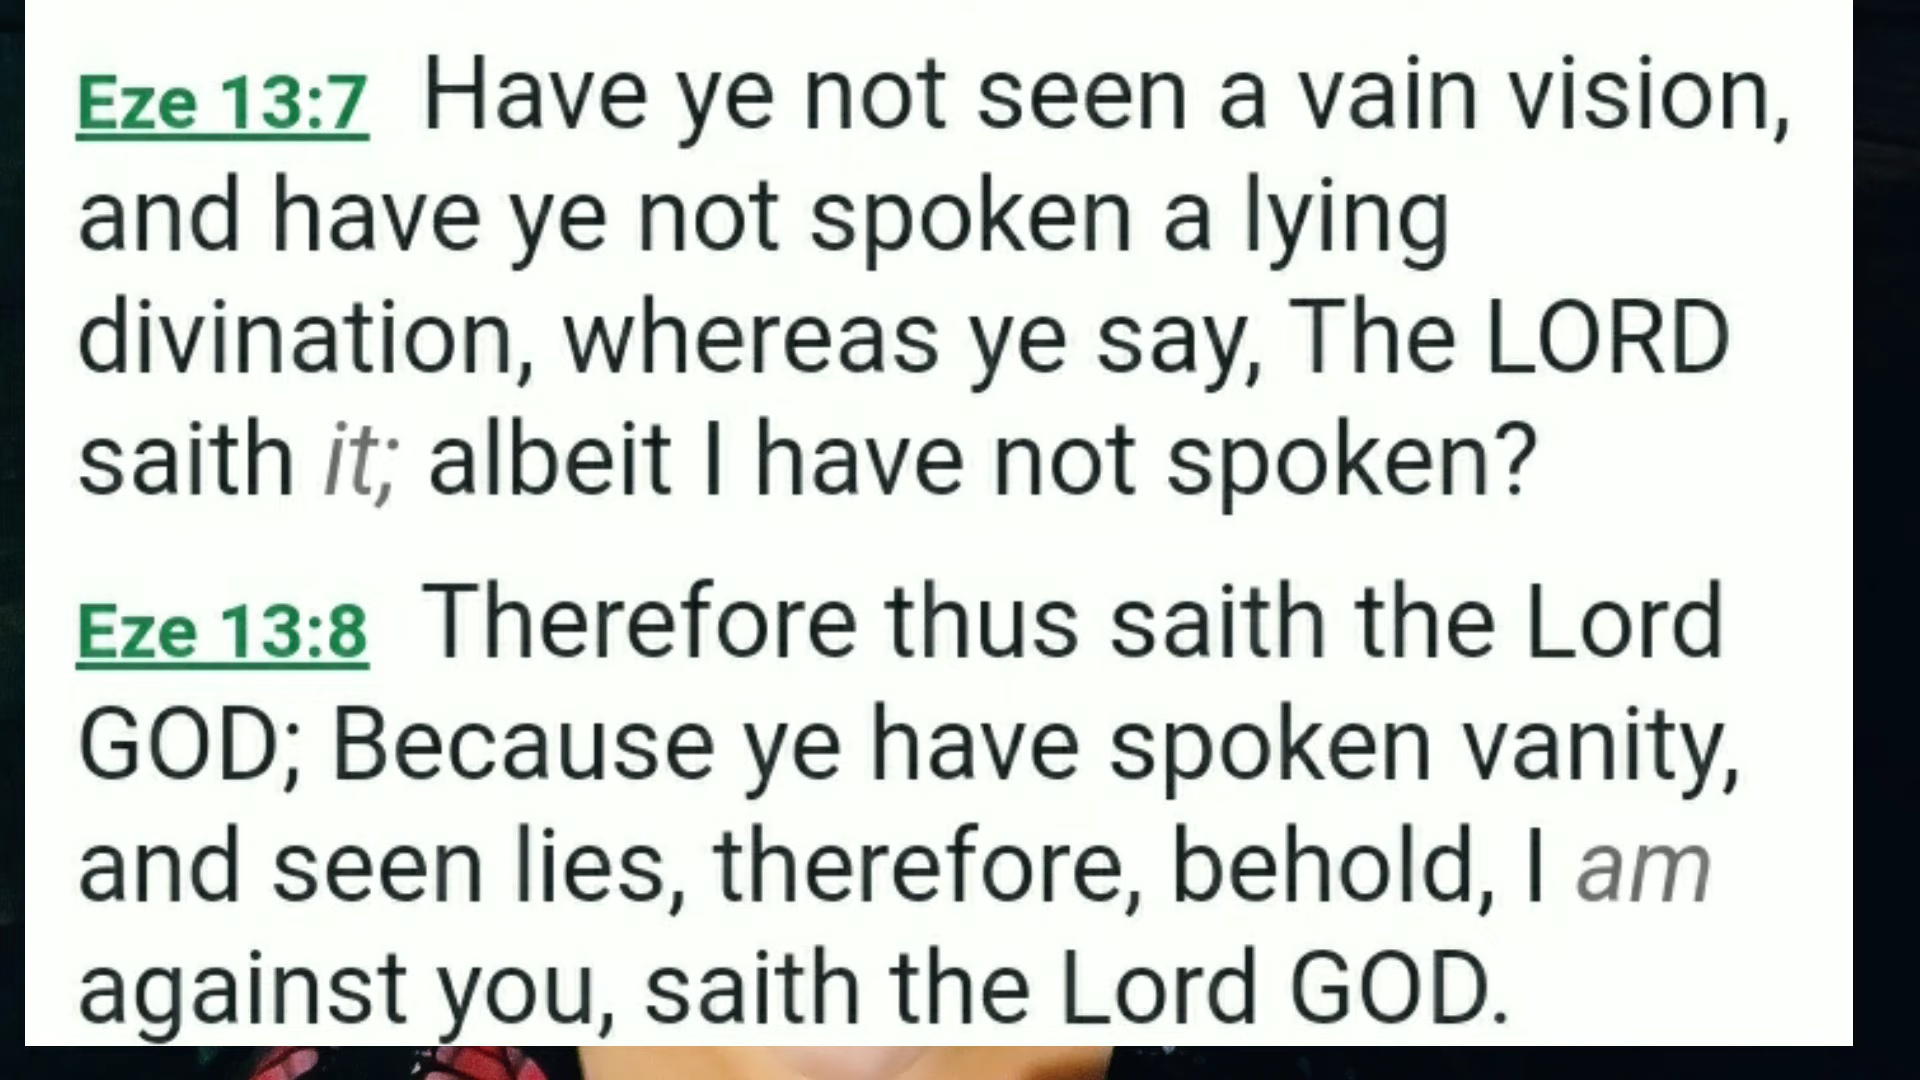 Eze 13:7 Have ye not seen a vain vision,
and have ye not spoken a lying
divination, whereas ye say, The LORD
saith it; albeit I have not spoken?
Eze 13:8 Therefore thus saith the Lord
GOD; Because ye have spoken vanity,
and seen lies, therefore, behold, I am
against you, saith the Lord GOD.